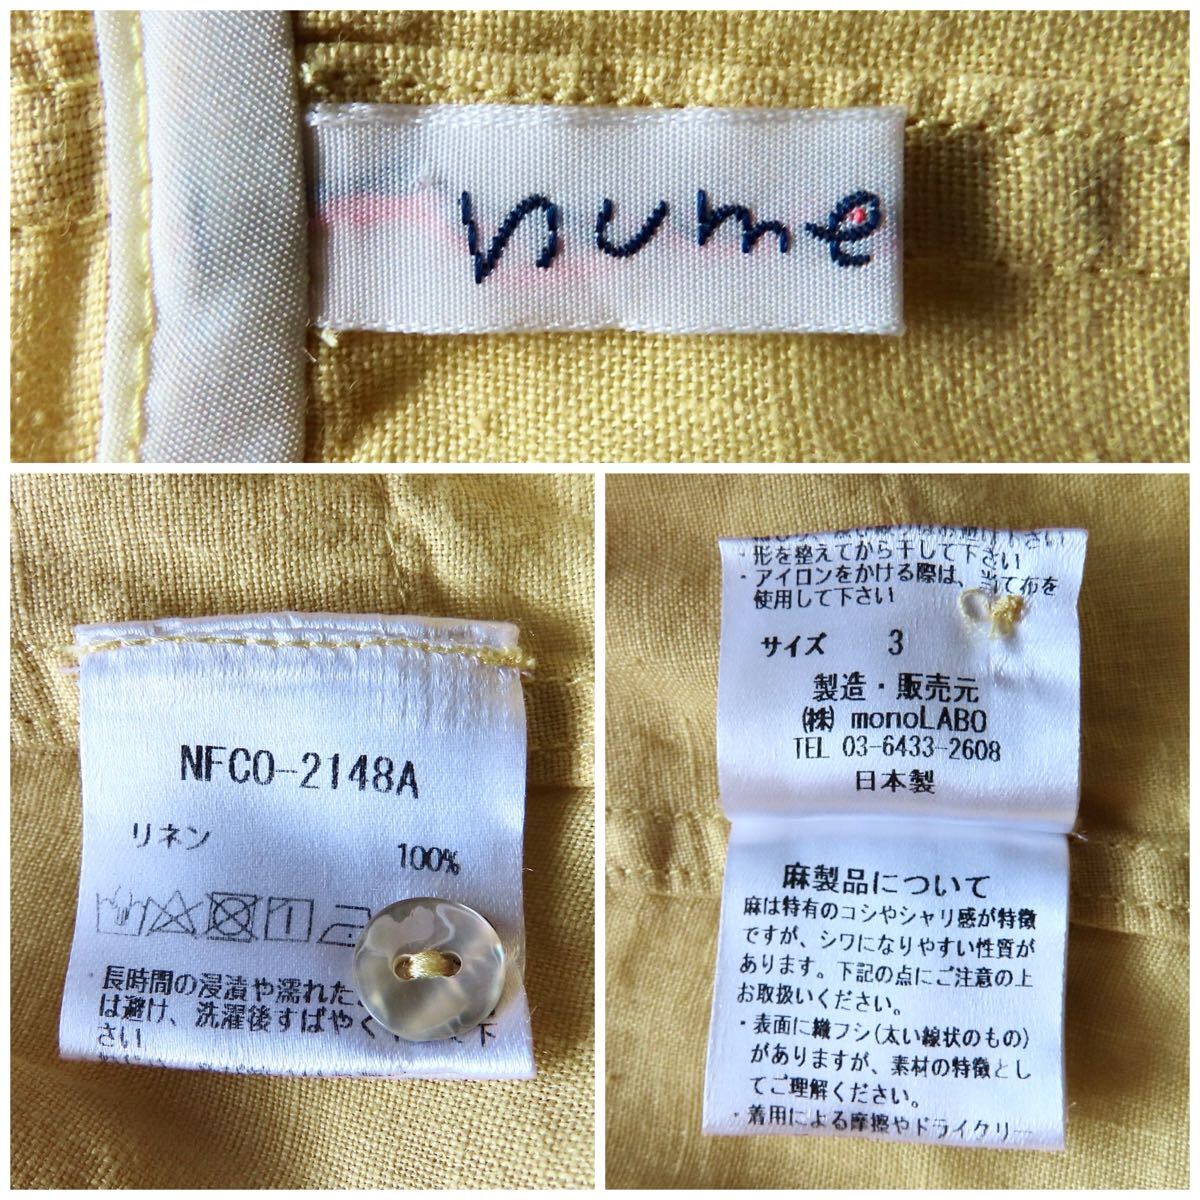 nume
NFCO-2148A
リネン
100%
長時間の浸漬や濡れた
は避け、洗濯後すばやく
下
さい
形を整えてから干して下さい
・アイロンをかける際は、当て布を
使用して下さい
サイズ 3
製造・販売元
㈱ monoLABO
TEL 03-6433-2608
日本製
麻製品について
麻は特有のコシやシャリ感が特徴
ですが、シワになりやすい性質が
あります。下記の点にご注意の上
お取扱いください。
・表面に織フシ(太い線状のもの)
がありますが、素材の特徴とし
てご理解ください。
・着用による摩擦やドライクリー